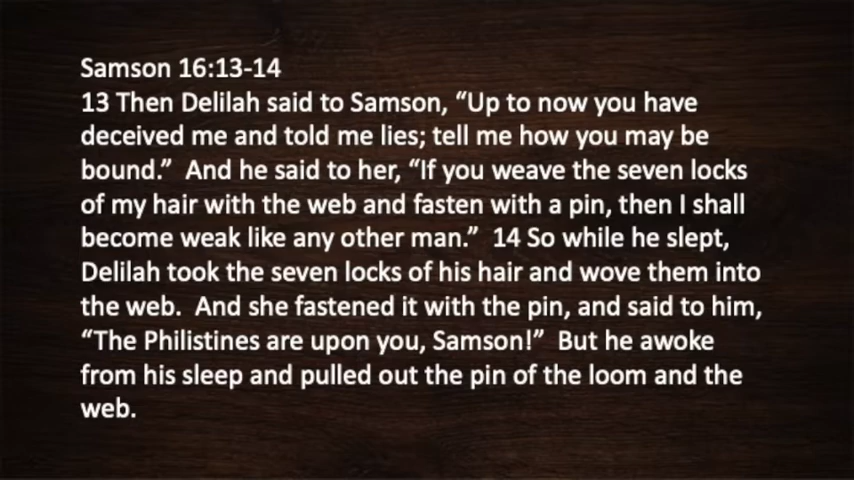 Samson 16:13-14
13 Then Delilah said to Samson, “Up to now you have
deceived me and told me lies; tell me how you may be
bound.”  And he said to her, “If you weave the seven locks
of my hair with the web and fasten with a pin, then I shall
become weak like any other man.”  14 So while he slept,
Delilah took the seven locks of his hair and wove them into
the web.  And she fastened it with the pin, and said to him,
“The Philistines are upon you, Samson!”  But he awoke
from his sleep and pulled out the pin of the loom and the
web.